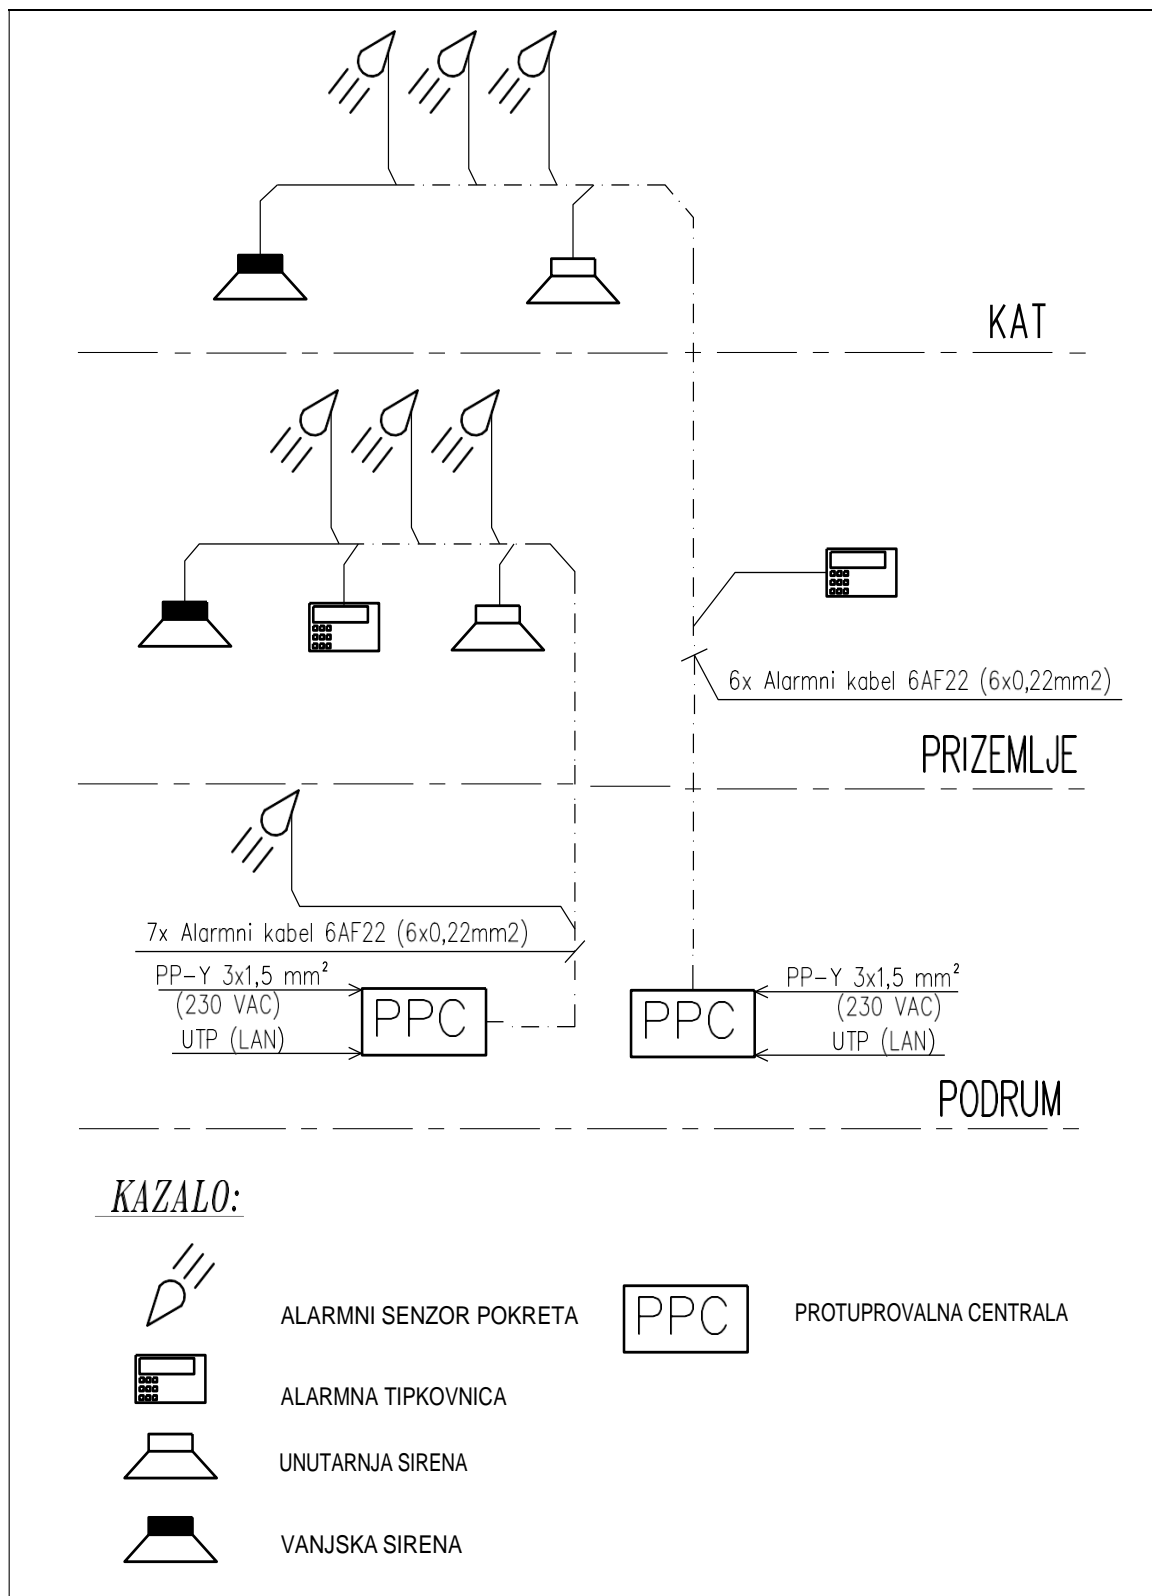 KAT
6x Alarmni kabel 6AF22 (6x0,22mm2)
PRIZEMLJE
7x Alarmni kabel 6AF22 (6x0,22mm2)
PP-Y 3x1,5 mm²
(230 VAC)
UTP (LAN)
PPC
PPC
PP-Y 3x1,5 mm²
(230 VAC)
UTP (LAN)
PODRUM
KAZALO:
ALARMNI SENZOR POKRETA
PPC
PROTUPROVALNA CENTRALA
ALARMNA TIPKOVNICA
UNUTARNJA SIRENA
VANJSKA SIRENA